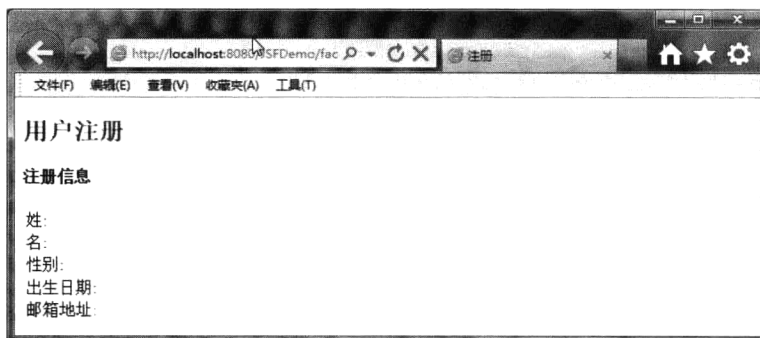 http://localhost:8080/JSFDemo/fac
注册
文件(F) 编辑(E) 查看(V) 收藏夹(A) 工具(T)
用户注册
注册信息
姓:
名:
性别:
出生日期:
邮箱地址: